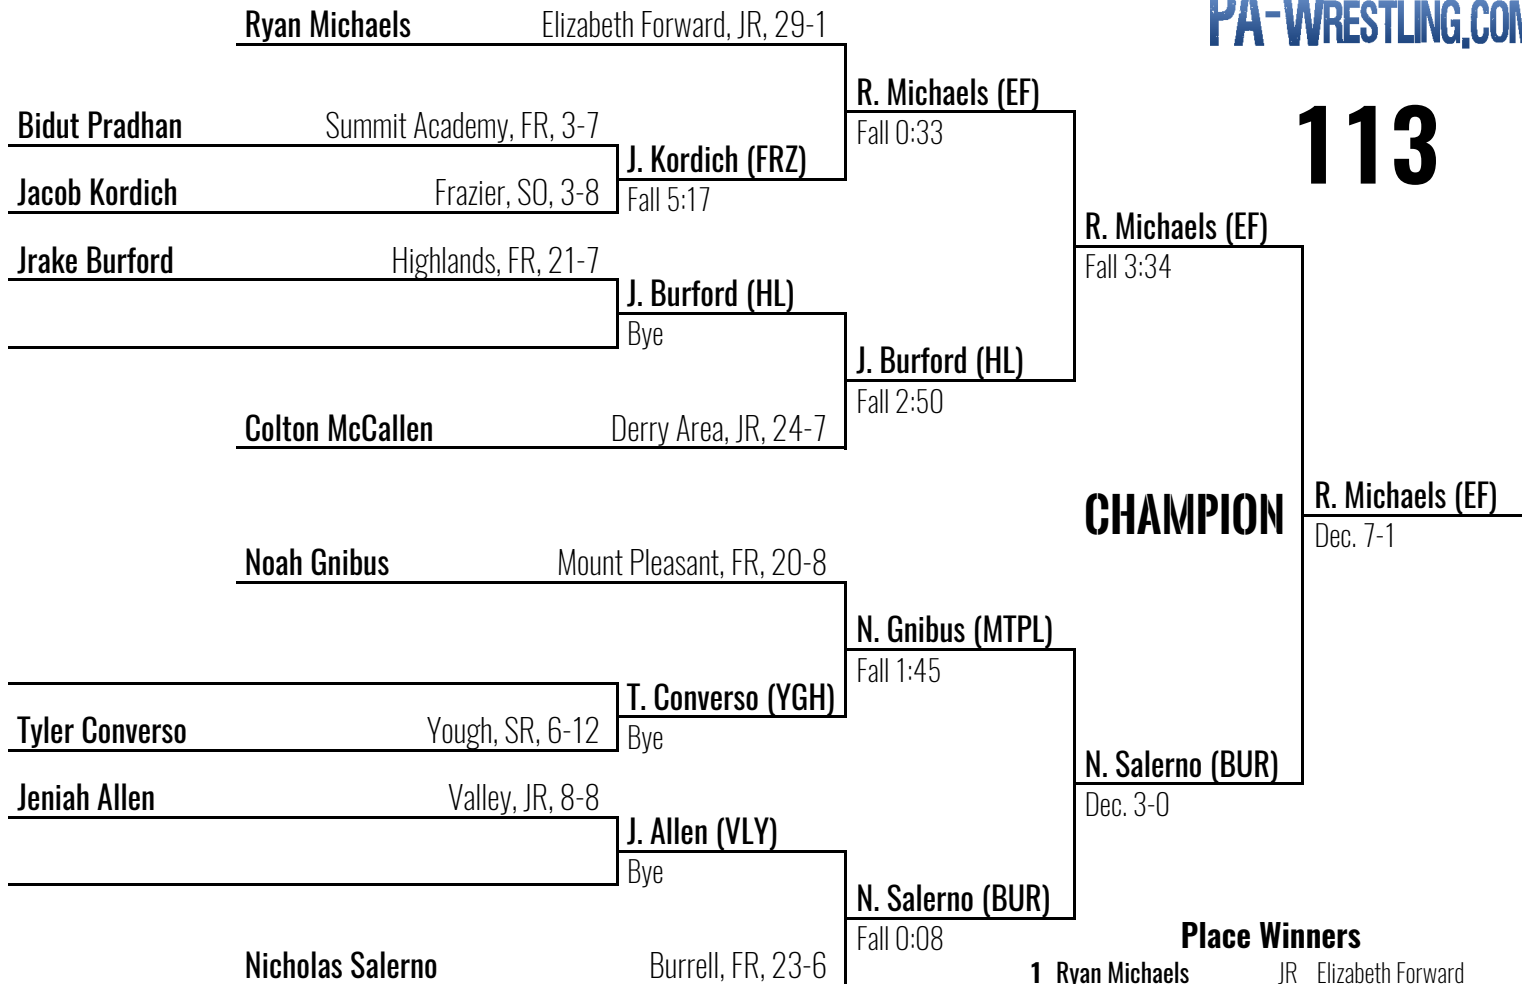 PA-WRESTLING.COM
113
Ryan Michaels Elizabeth Forward, JR, 29-1
R. Michaels (EF)
Fall 0:33
Bidut Pradhan Summit Academy, FR, 3-7
J. Kordich (FRZ)
Fall 5:17
Jacob Kordich Frazier, SO, 3-8
R. Michaels (EF)
Fall 3:34
Jrake Burford Highlands, FR, 21-7
J. Burford (HL)
Bye
J. Burford (HL)
Fall 2:50
Colton McCallen Derry Area, JR, 24-7
CHAMPION
R. Michaels (EF)
Dec. 7-1
Noah Gnibus Mount Pleasant, FR, 20-8
N. Gnibus (MTPL)
Fall 1:45
T. Converso (YGH)
Bye
Tyler Converso Yough, SR, 6-12
N. Salerno (BUR)
Dec. 3-0
Jeniah Allen Valley, JR, 8-8
J. Allen (VLY)
Bye
N. Salerno (BUR)
Fall 0:08
Nicholas Salerno Burrell, FR, 23-6
Place Winners
1 Ryan Michaels JR Elizabeth Forward